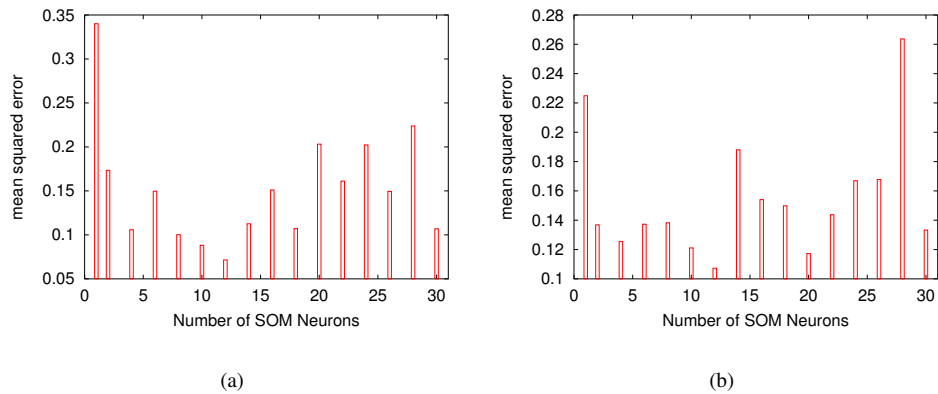 0.35
0.3
0.25
0.2
0.15
0.1
0.05
mean squared error
0 5 10 15 20 25 30
Number of SOM Neurons
(a)
0.28
0.26
0.24
0.22
0.2
0.18
0.16
0.14
0.12
0.1
mean squared error
0 5 10 15 20 25 30
Number of SOM Neurons
(b)